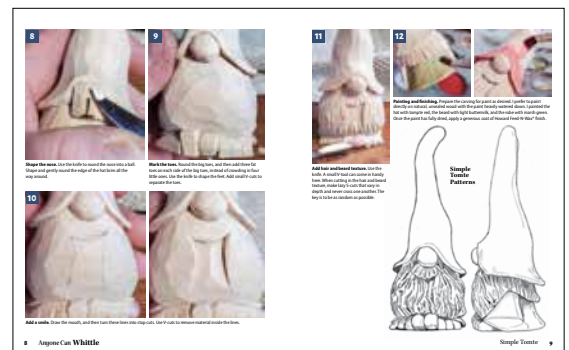 8
9
Shape the nose. Use the knife to round the nose into a ball.
Shape and gently round the edge of the hat brim all the
way around.
Mark the toes. Round the big toes, and then add three fat
toes on each side of the big toes, instead of crowding in four
little ones. Use the knife to shape the feet. Add small V-cuts to
separate the toes.
10
Add a smile. Draw the mouth, and then turn these lines into stop cuts. Use V-cuts to remove material inside the lines.
8 Anyone Can Whittle
11
12
Add hair and beard texture. Use the
knife. A small V-tool can come in handy
here. When cutting in the hair and beard
texture, make lazy S-cuts that vary in
depth and never cross one another. The
key is to be as random as possible.
Painting and finishing. Prepare the carving for paint as desired. I prefer to paint
directly on natural, unsealed wood with the paint heavily watered down. I painted the
hat with tompte red, the beard with light buttermilk, and the robe with marsh green.
Once the paint has fully dried, apply a generous coat of Howard Feed-N-Wax® finish.
Simple
Tomte
Patterns
Simple Tomte 9